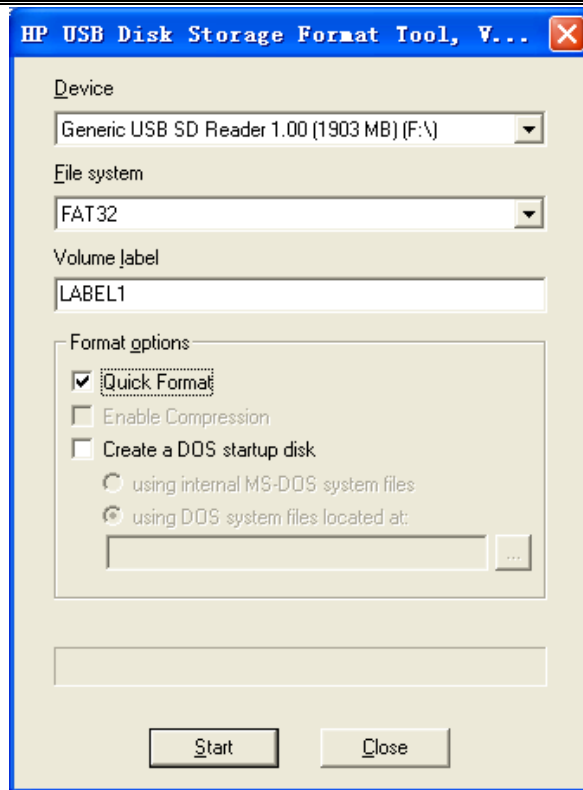 HP USB Disk Storage Format Tool, V...
Device
Generic USB SD Reader 1.00 (1903 MB) (F:\)
File system
FAT32
Volume label
LABEL1
Format options
Quick Format
Enable Compression
Create a DOS startup disk
using internal MS-DOS system files
using DOS system files located at:
...
Start
Close